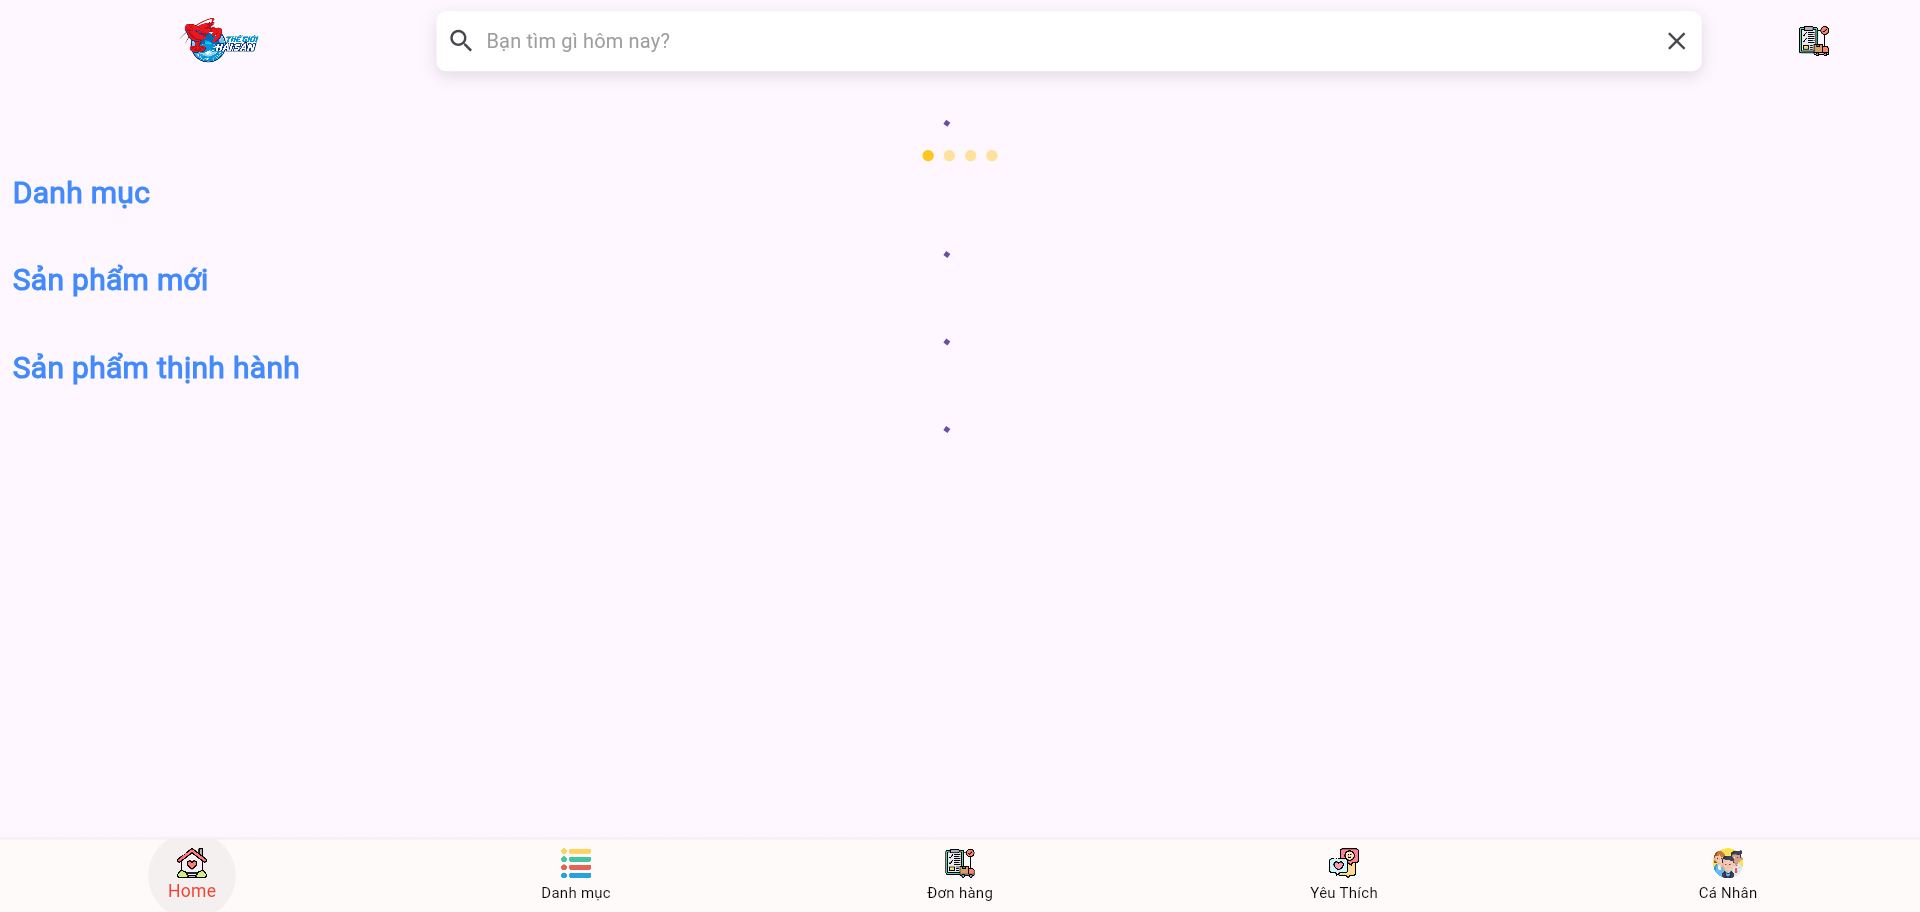 THẾ GIỚI
HẢI SẢN
Bạn tìm gì hôm nay?
Danh mục
Sản phẩm mới
Sản phẩm thịnh hành
Home
Danh mục
Đơn hàng
Yêu Thích
Cá Nhân